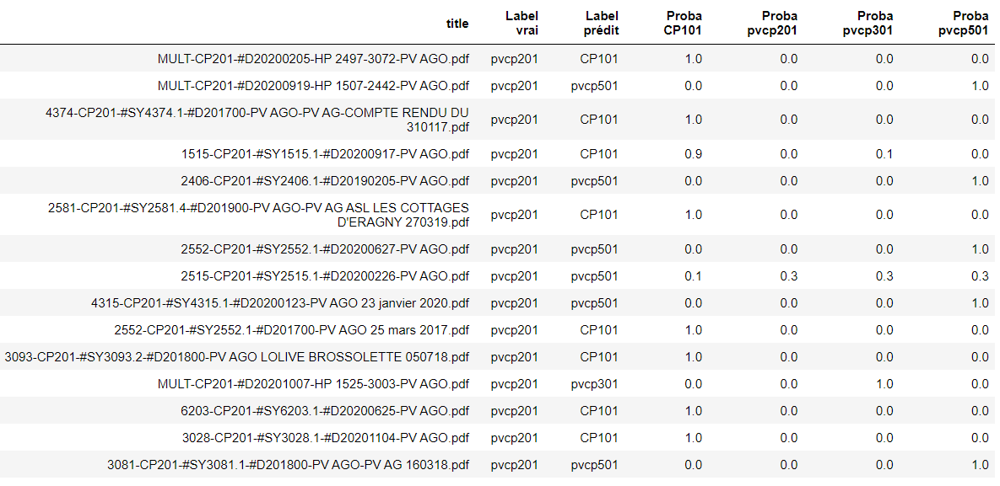 title Label vrai Label prédit Proba CP101 Proba pvcp201 Proba pvcp301 Proba pvcp501
MULT-CP201-#D20200205-HP 2497-3072-PV AGO.pdf pvcp201 CP101 1.0 0.0 0.0 0.0
MULT-CP201-#D20200919-HP 1507-2442-PV AGO.pdf pvcp201 pvcp501 0.0 0.0 0.0 1.0
4374-CP201-#SY4374.1-#D201700-PV AGO-PV AG-COMPTE RENDU DU
310117.pdf pvcp201 CP101 1.0 0.0 0.0 0.0
1515-CP201-#SY1515.1-#D20200917-PV AGO.pdf pvcp201 CP101 0.9 0.0 0.1 0.0
2406-CP201-#SY2406.1-#D20190205-PV AGO.pdf pvcp201 pvcp501 0.0 0.0 0.0 1.0
2581-CP201-#SY2581.4-#D201900-PV AGO-PV AG ASL LES COTTAGES
D'ERAGNY 270319.pdf pvcp201 CP101 1.0 0.0 0.0 0.0
2552-CP201-#SY2552.1-#D20200627-PV AGO.pdf pvcp201 pvcp501 0.0 0.0 0.0 1.0
2515-CP201-#SY2515.1-#D20200226-PV AGO.pdf pvcp201 pvcp501 0.1 0.3 0.3 0.3
4315-CP201-#SY4315.1-#D20200123-PV AGO 23 janvier 2020.pdf pvcp201 pvcp501 0.0 0.0 0.0 1.0
2552-CP201-#SY2552.1-#D201700-PV AGO 25 mars 2017.pdf pvcp201 CP101 1.0 0.0 0.0 0.0
3093-CP201-#SY3093.2-#D201800-PV AGO LOLIVE BROSSOLETTE 050718.pdf pvcp201 CP101 1.0 0.0 0.0 0.0
MULT-CP201-#D20201007-HP 1525-3003-PV AGO.pdf pvcp201 pvcp301 0.0 0.0 1.0 0.0
6203-CP201-#SY6203.1-#D20200625-PV AGO.pdf pvcp201 CP101 1.0 0.0 0.0 0.0
3028-CP201-#SY3028.1-#D20201104-PV AGO.pdf pvcp201 CP101 1.0 0.0 0.0 0.0
3081-CP201-#SY3081.1-#D201800-PV AGO-PV AG 160318.pdf pvcp201 pvcp501 0.0 0.0 0.0 1.0